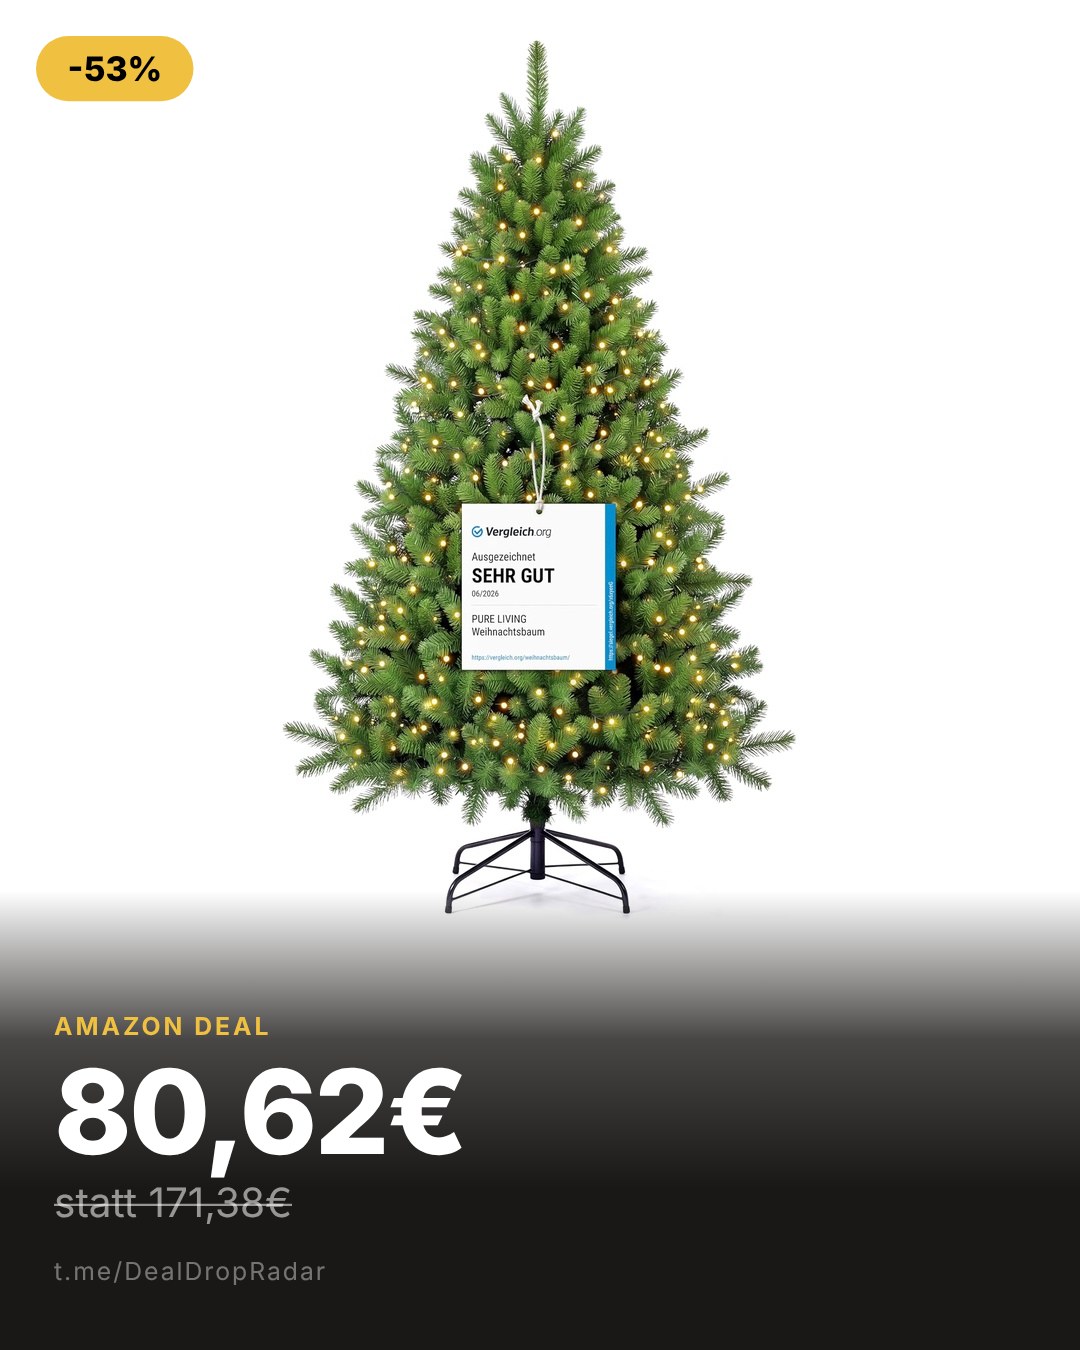 -53%
Vergleich.org
Ausgezeichnet
SEHR GUT
06/2026
PURE LIVING
Weihnachtsbaum
https://vergleich.org/weihnachtsbaum/
AMAZON DEAL
80,62€
statt 171,38€
t.me/DealDropRadar